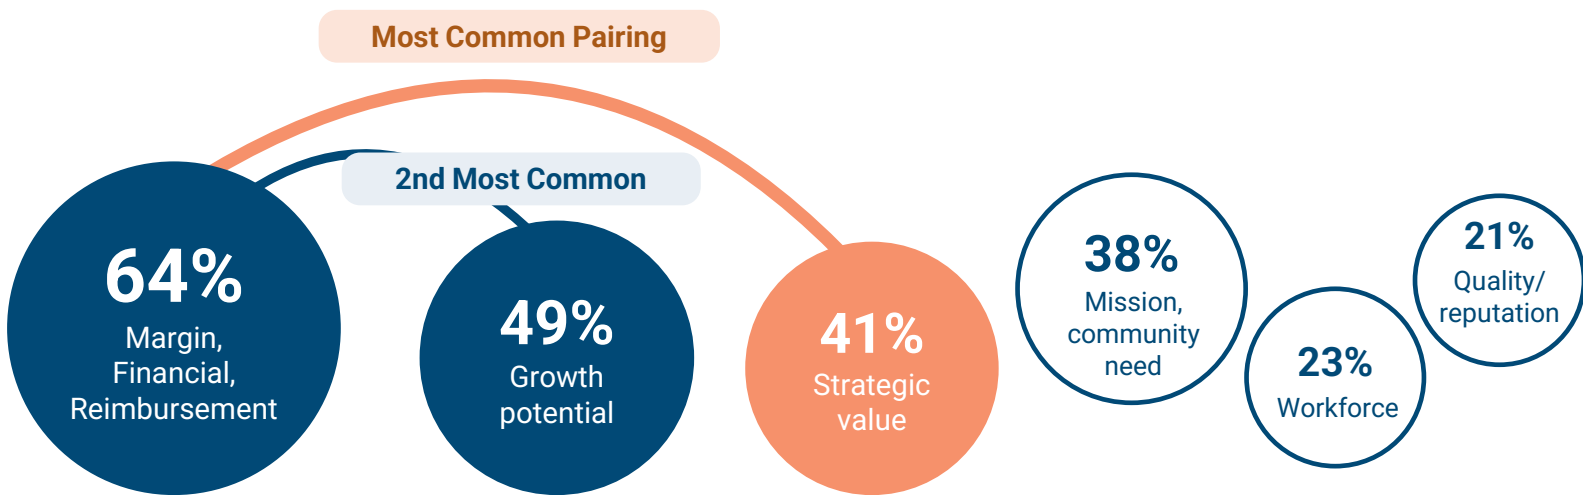 Most Common Pairing
2nd Most Common
64%
Margin,
Financial,
Reimbursement
49%
Growth
potential
41%
Strategic
value
38%
Mission,
community
need
23%
Workforce
21%
Quality/
reputation